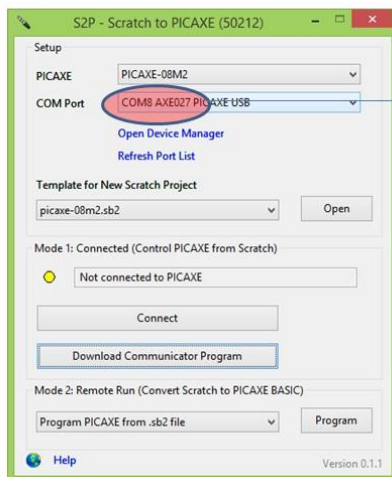 S2P - Scratch to PICAXE (50212)
Setup
PICAXE PICAXE-08M2
COM Port COM8 AXE027 PICAXE USB
Open Device Manager
Refresh Port List
Template for New Scratch Project
picaxe-08m2.sb2 Open
Mode 1: Connected (Control PICAXE from Scratch)
Not connected to PICAXE
Connect
Download Communicator Program
Mode 2: Remote Run (Convert Scratch to PICAXE BASIC)
Program PICAXE from .sb2 file Program
Help Version 0.1.1